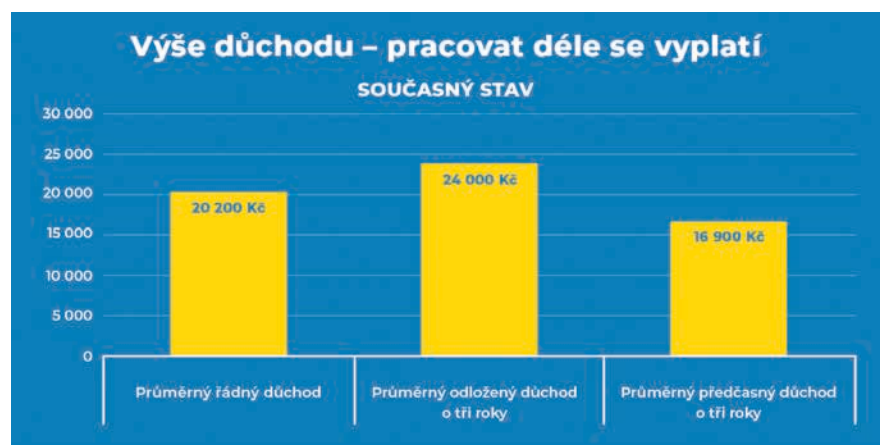 Výše důchodu – pracovat déle se vyplatí
SOUČASNÝ STAV
30 000
25 000
20 000
15 000
10 000
5 000
0
20 200 Kč
24 000 Kč
16 900 Kč
Průměrný řádný důchod
Průměrný odložený důchod
o tři roky
Průměrný předčasný důchod
o tři roky